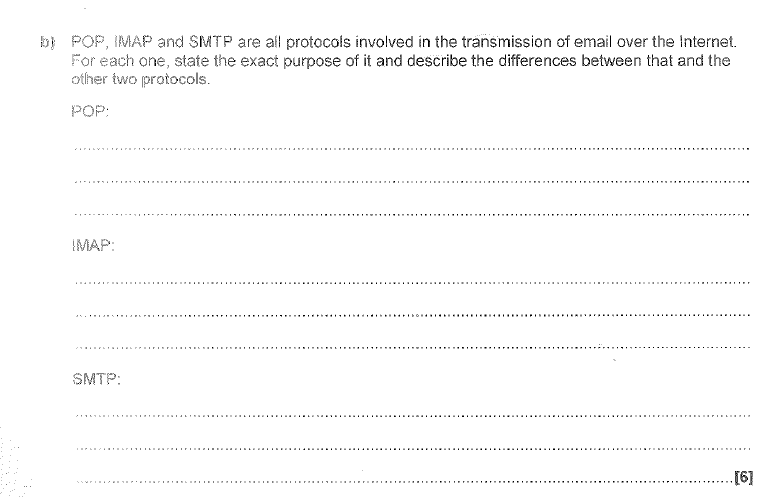 b) POP, IMAP and SMTP are all protocols involved in the transmission of email over the Internet.
For each one, state the exact purpose of it and describe the differences between that and the
other two protocols.
POP:
IMAP:
SMTP:
[6]